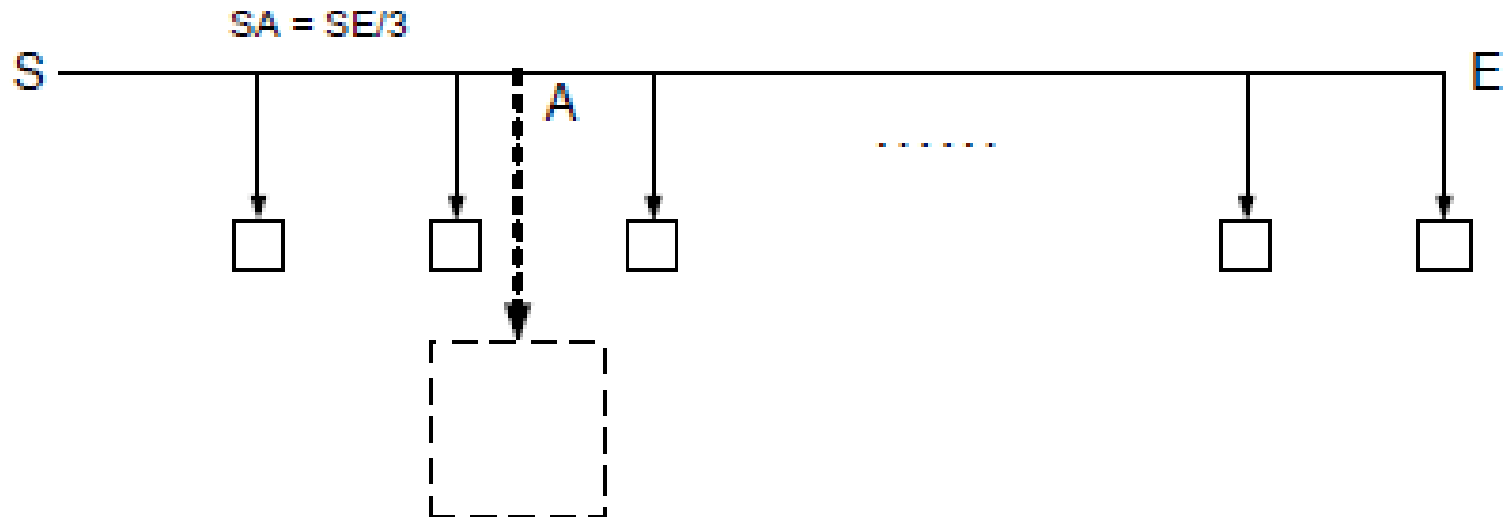 SA = SE/3
S
E
A
......